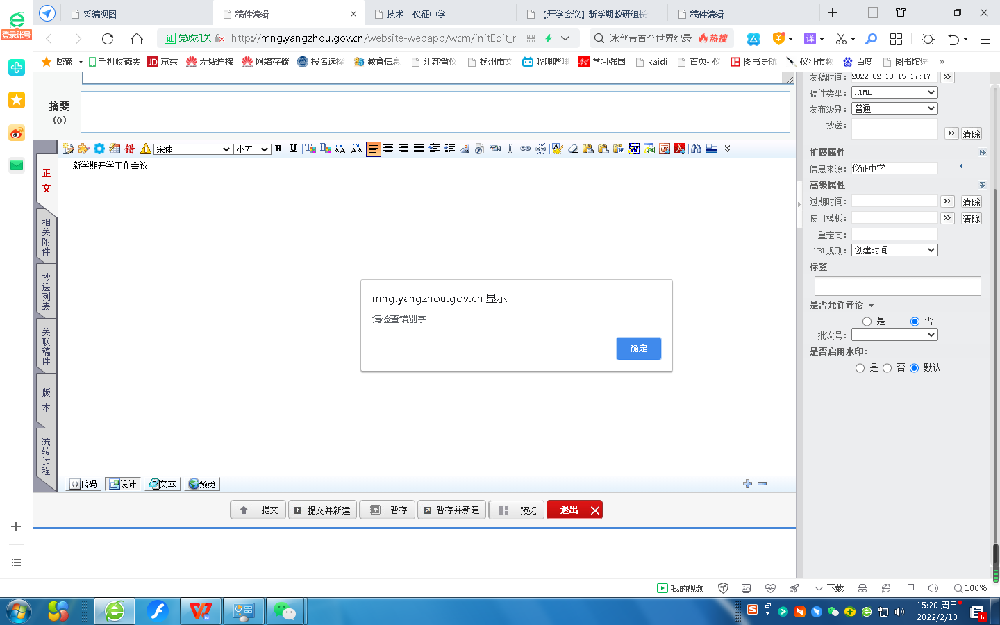 采编视图
稿件编辑
技术 - 仪征中学
【开学会议】新学期教研组长
稿件编辑
5
登录账号
证 党政机关
http://mng.yangzhou.gov.cn/website-webapp/wcm/initEdit_r
冰丝带首个世界纪录
热搜
译
收藏
手机收藏夹
JD 京东
无线连接
网络存储
报名选择
教育信息
江苏省仪
扬州市文
哔哩哔哩
学习强国
kaidi
首页- 仪
图书导航
仪征市教
百度
图书馆统
摘要
(0)
错
宋体
小五
B U
正文
新学期开学工作会议
相关附件
抄送列表
关联稿件
版本
流转过程
mng.yangzhou.gov.cn 显示
请检查错别字
确定
代码
设计
文本
预览
提交
提交并新建
暂存
暂存并新建
预览
退出
发稿时间: 2022-02-13 15:17:17
稿件类型: HTML
发布级别: 普通
抄送:
清除
扩展属性
信息来源: 仪征中学 *
高级属性
过期时间: 清除
使用模板: 清除
重定向:
URL规则: 创建时间
标签
是否允许评论
是 否
批次号:
是否启用水印:
是 否 默认
我的视频
下载
100%
15:20 周日
2022/2/13
6